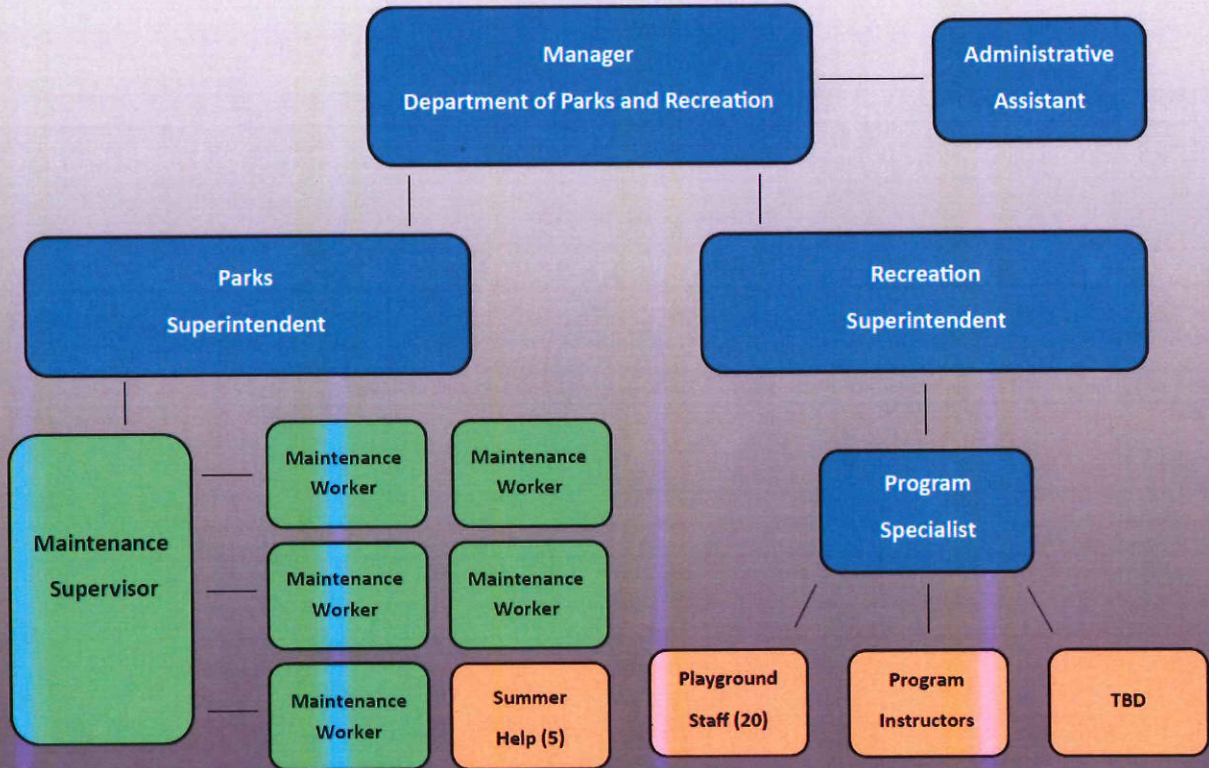 Manager
Department of Parks and Recreation
Administrative
Assistant
Parks
Superintendent
Recreation
Superintendent
Maintenance
Supervisor
Maintenance
Worker
Maintenance
Worker
Maintenance
Worker
Maintenance
Worker
Maintenance
Worker
Summer
Help (5)
Program
Specialist
Playground
Staff (20)
Program
Instructors
TBD